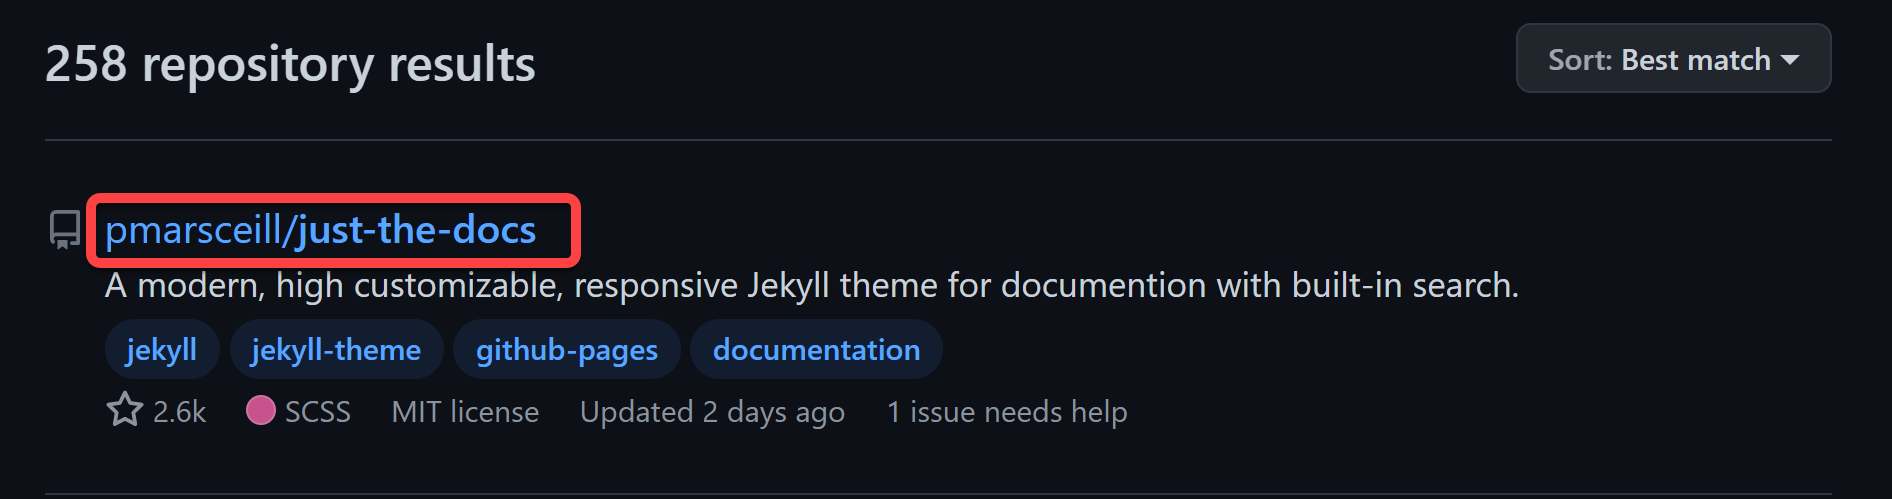 258 repository results
Sort: Best match
pmarsceill/just-the-docs
A modern, high customizable, responsive Jekyll theme for documention with built-in search.
jekyll jekyll-theme github-pages documentation
2.6k SCSS MIT license Updated 2 days ago 1 issue needs help